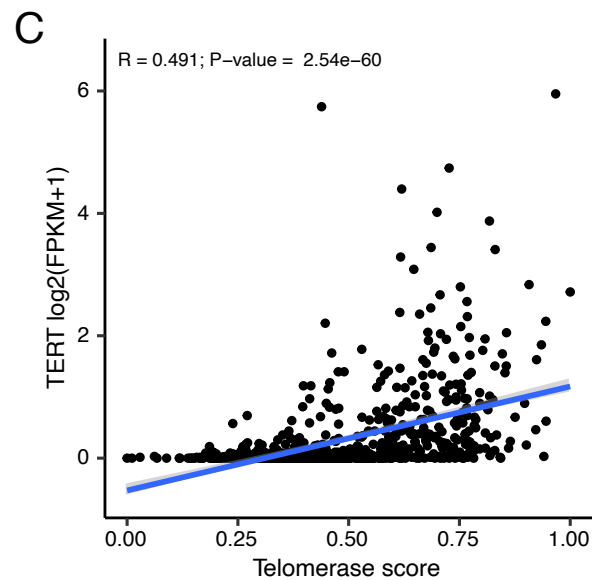 C
R = 0.491; P−value = 2.54e−60
TERT log2(FPKM+1)
6
4
2
0
0.00 0.25 0.50 0.75 1.00
Telomerase score